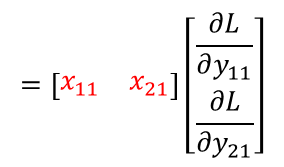 = [x₁₁ x₂₁] [∂L/∂y₁₁
∂L/∂y₂₁]